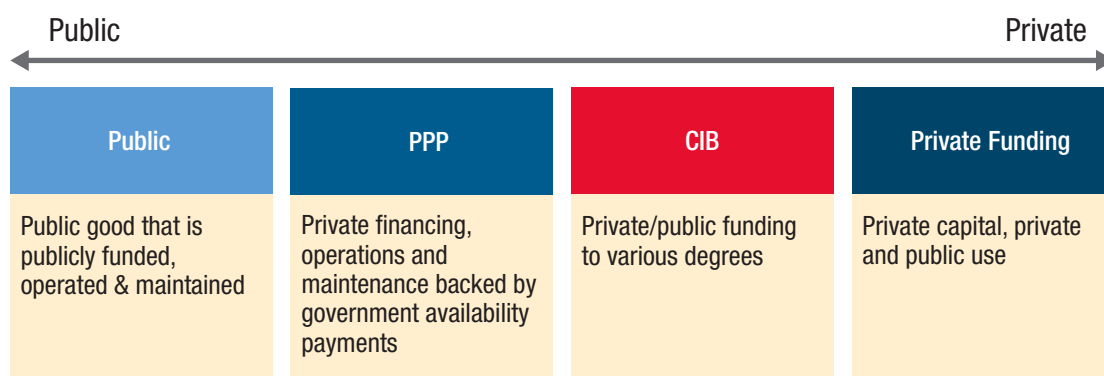 Public
Private
Public
PPP
CIB
Private Funding
Public good that is
publicly funded,
operated & maintained
Private financing,
operations and
maintenance backed by
government availability
payments
Private/public funding
to various degrees
Private capital, private
and public use